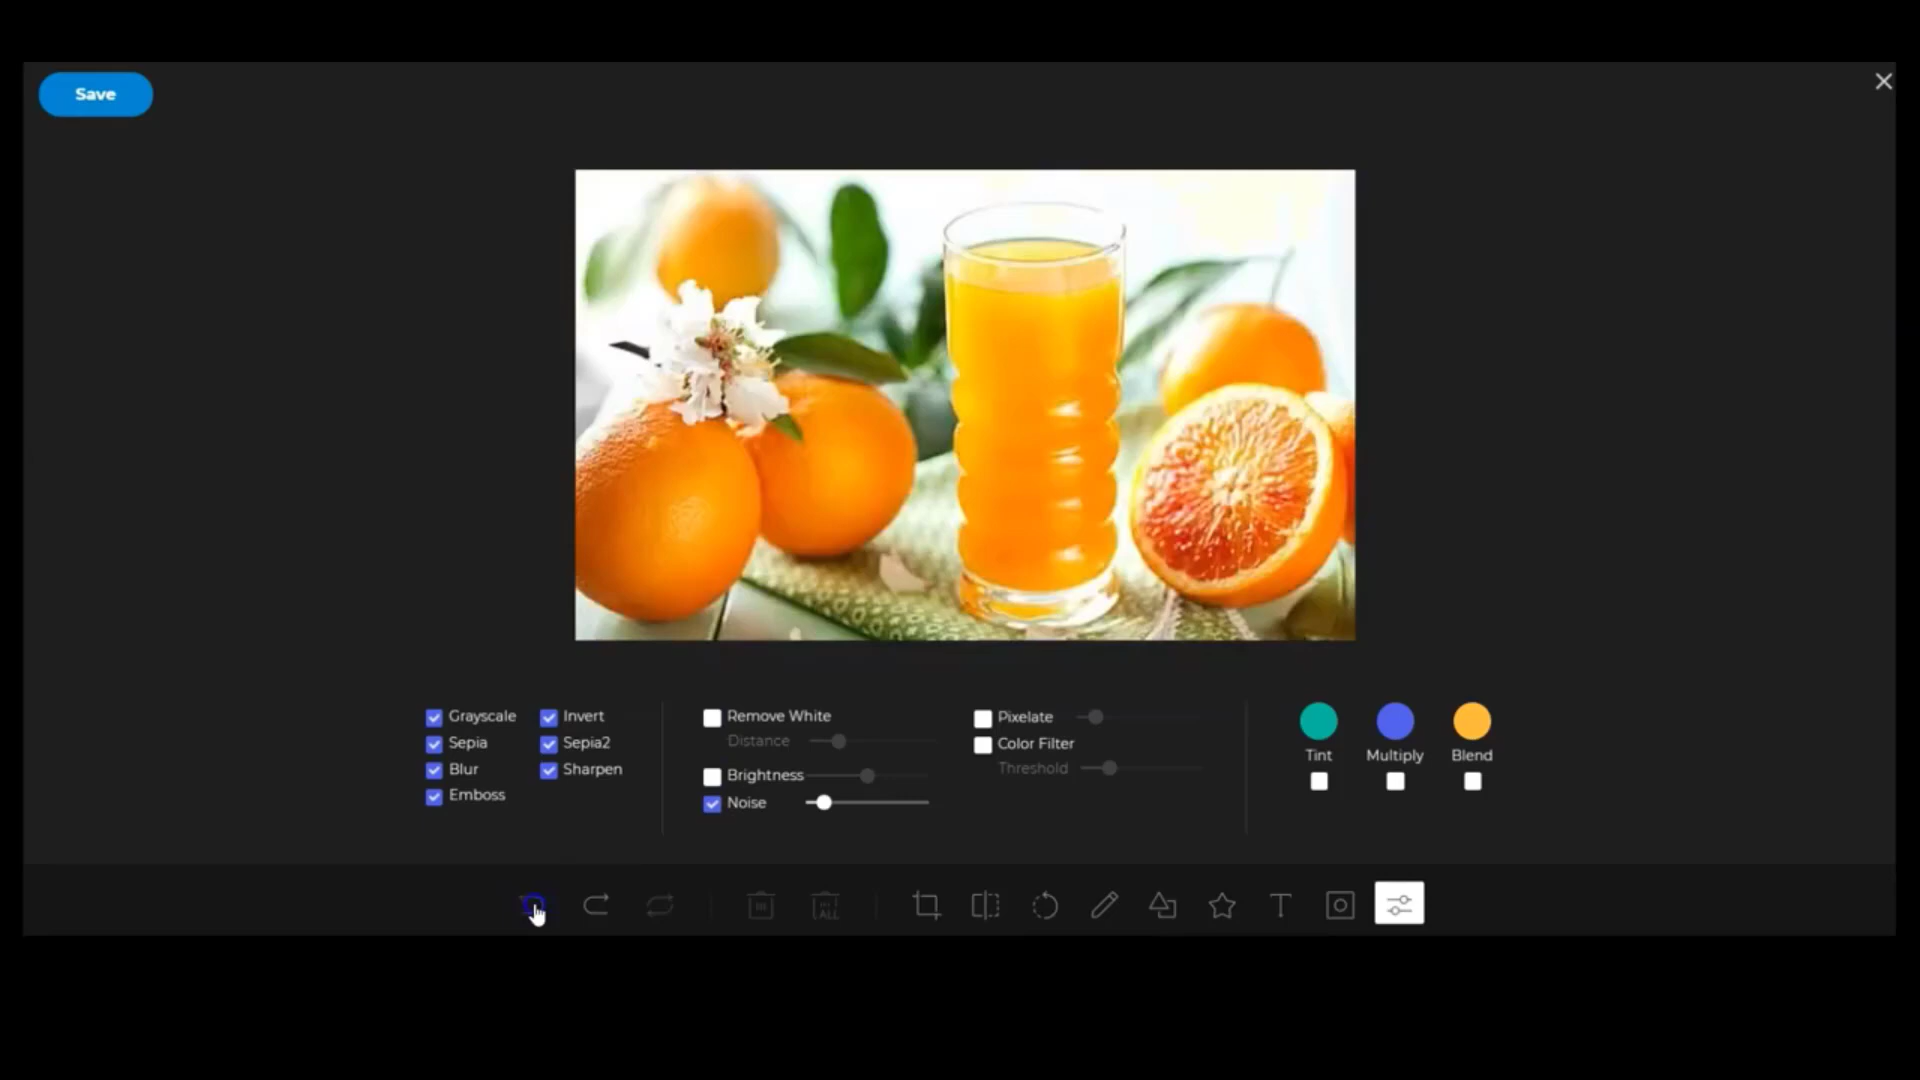 Save
Grayscale Invert
Sepia Sepia2
Blur Sharpen
Emboss
Remove White
Distance
Brightness
Noise
Pixelate
Color Filter
Threshold
Tint Multiply Blend
ALL
T